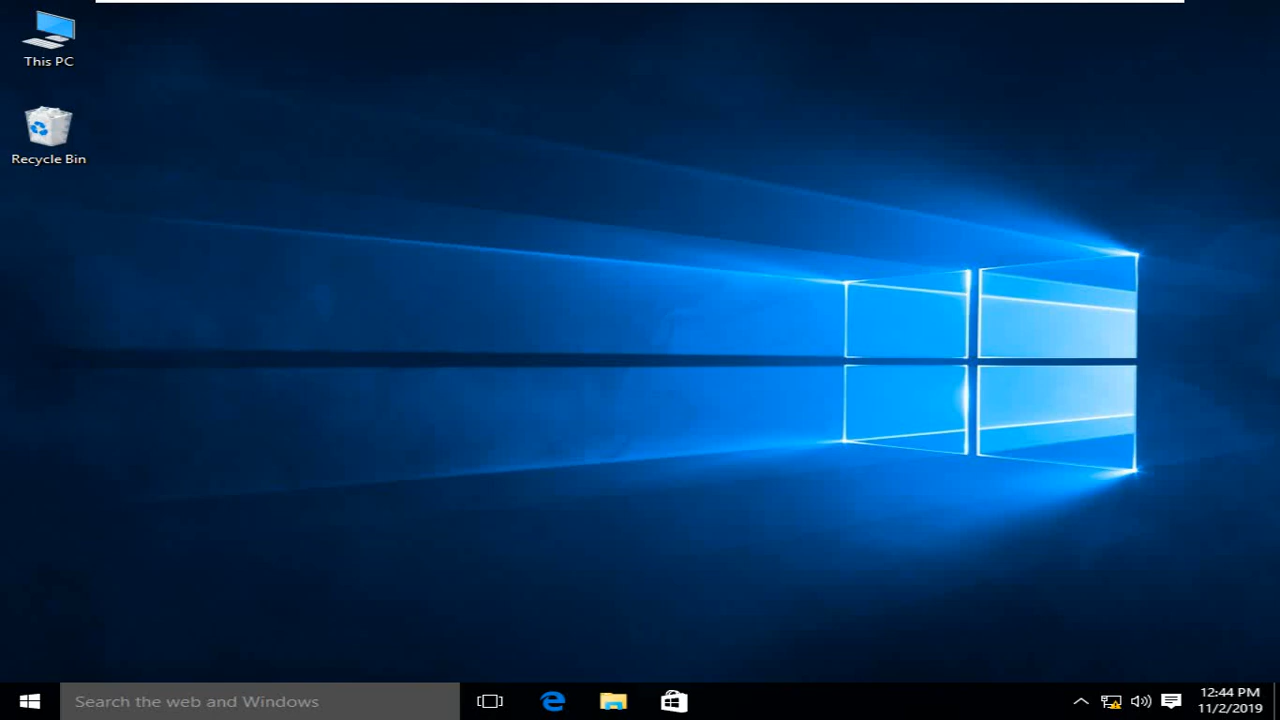 This PC
Recycle Bin
Search the web and Windows
12:44 PM
11/2/2019